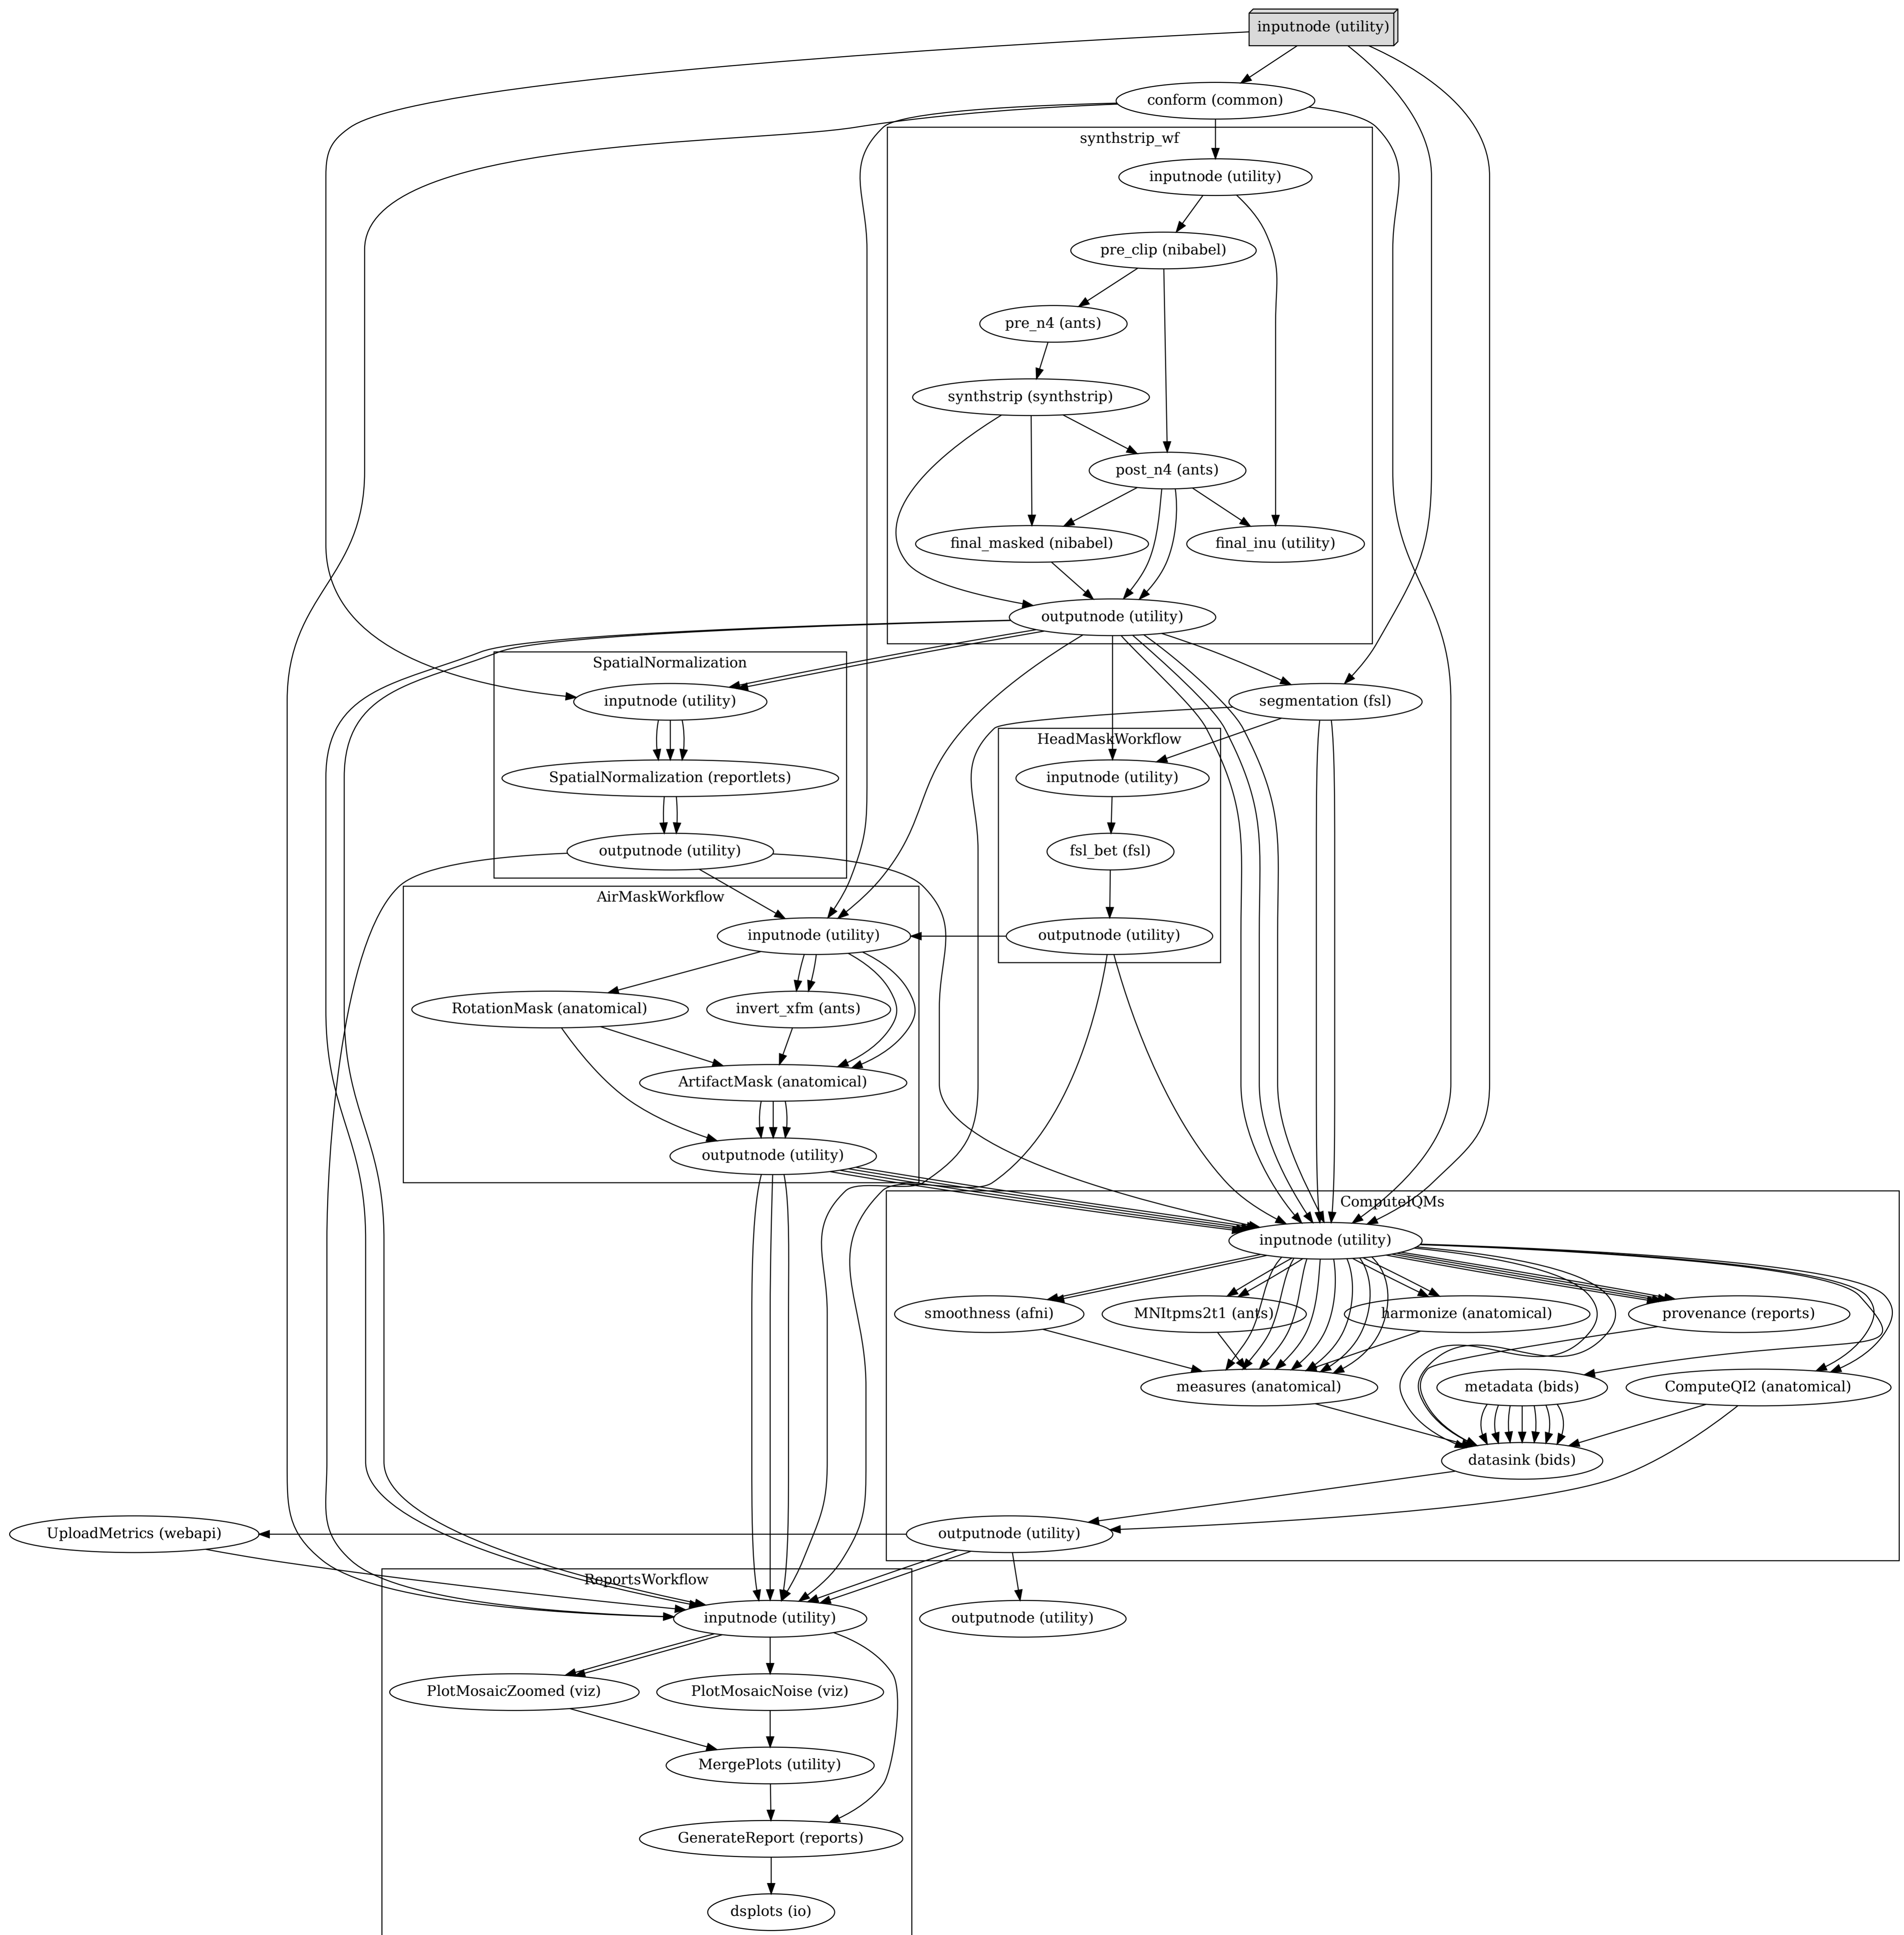 inputnode (utility)
conform (common)
synthstrip_wf
inputnode (utility)
pre_clip (nibabel)
pre_n4 (ants)
synthstrip (synthstrip)
post_n4 (ants)
final_masked (nibabel)
final_inu (utility)
outputnode (utility)
SpatialNormalization
inputnode (utility)
segmentation (fsl)
HeadMaskWorkflow
SpatialNormalization (reportlets)
inputnode (utility)
outputnode (utility)
fsl_bet (fsl)
AirMaskWorkflow
inputnode (utility)
outputnode (utility)
RotationMask (anatomical)
invert_xfm (ants)
ArtifactMask (anatomical)
outputnode (utility)
ComputeIQMs
inputnode (utility)
smoothness (afni)
MNItpms2t1 (ants)
harmonize (anatomical)
provenance (reports)
measures (anatomical)
metadata (bids)
ComputeQI2 (anatomical)
datasink (bids)
UploadMetrics (webapi)
outputnode (utility)
ReportsWorkflow
inputnode (utility)
outputnode (utility)
PlotMosaicZoomed (viz)
PlotMosaicNoise (viz)
MergePlots (utility)
GenerateReport (reports)
dsplots (io)